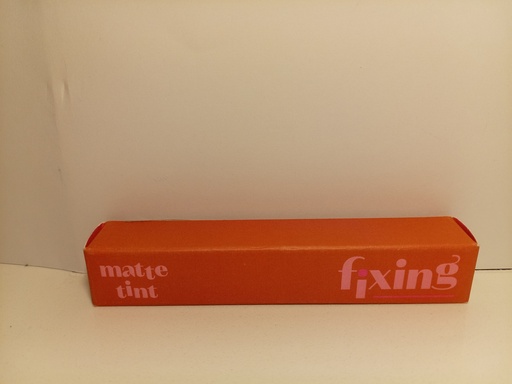 matte
tint
fixing